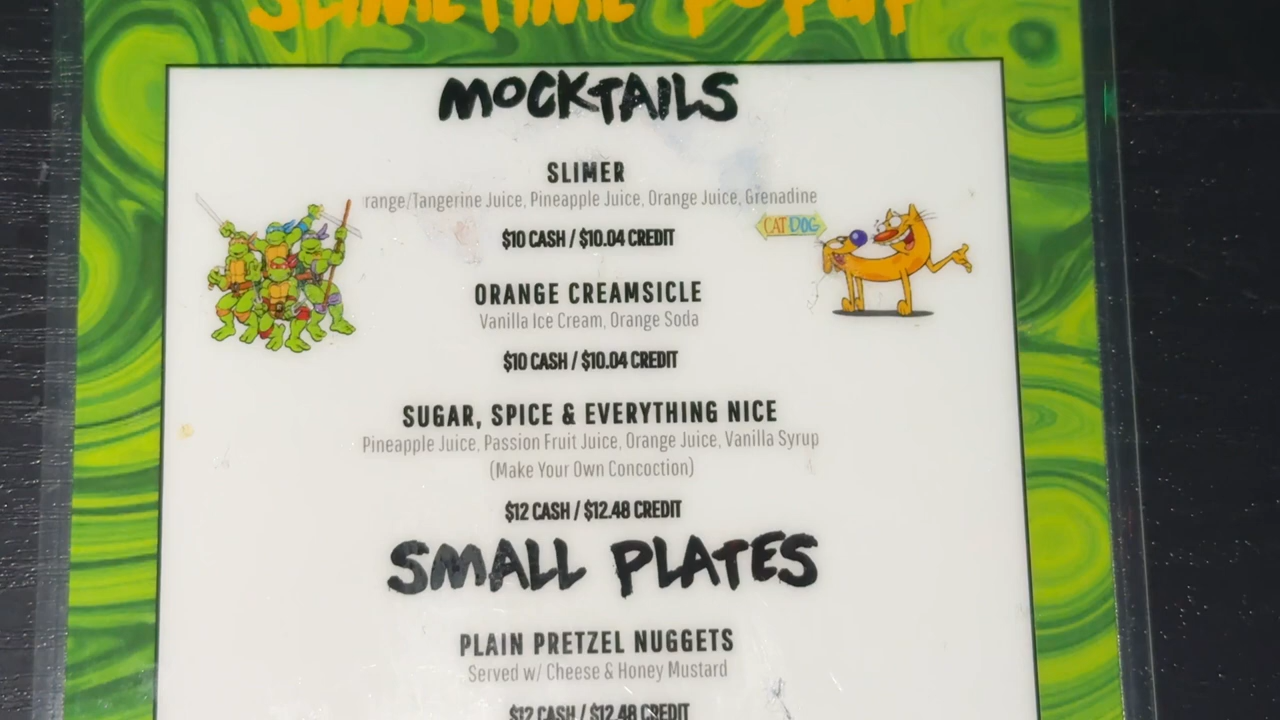 SLIMETIME POPUP
MOCKTAILS
SLIMER
range/Tangerine Juice, Pineapple Juice, Orange Juice, Grenadine
$10 CASH / $10.04 CREDIT
CATDOG
ORANGE CREAMSICLE
Vanilla Ice Cream, Orange Soda
$10 CASH / $10.04 CREDIT
SUGAR, SPICE & EVERYTHING NICE
Pineapple Juice, Passion Fruit Juice, Orange Juice, Vanilla Syrup
(Make Your Own Concoction)
$12 CASH / $12.48 CREDIT
SMALL PLATES
PLAIN PRETZEL NUGGETS
Served w/ Cheese & Honey Mustard
$12 CASH / $12.48 CREDIT